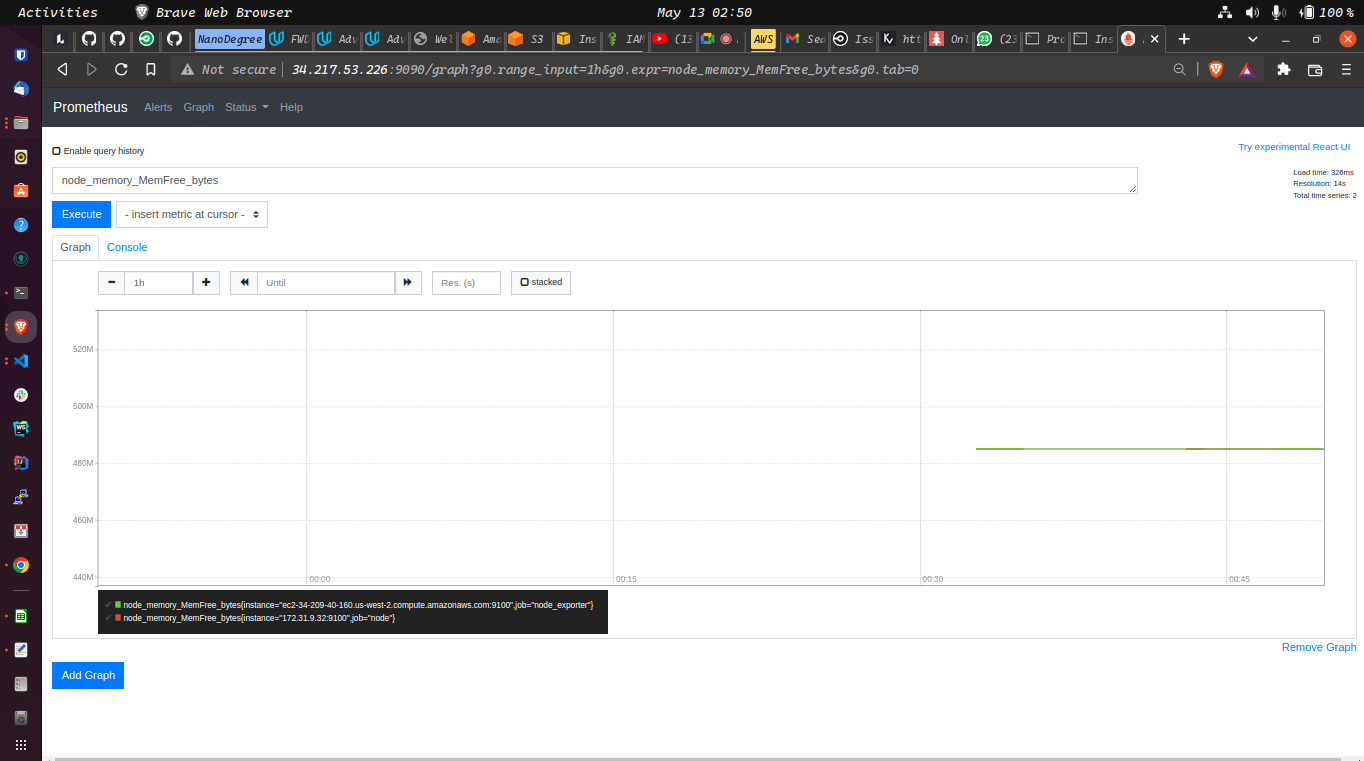 Activities Brave Web Browser May 13 02:50 100 %
NanoDegree FWD Adv Adv Wel Ama S3 Ins IAM (13 AWS Sea Iss htt Onl (23 Pro Ins
Not secure 34.217.53.226:9090/graph?g0.range_input=1h&g0.expr=node_memory_MemFree_bytes&g0.tab=0
Prometheus Alerts Graph Status Help
Enable query history
Try experimental React UI
node_memory_MemFree_bytes
Load time: 326ms
Resolution: 14s
Total time series: 2
Execute - insert metric at cursor -
Graph Console
1h Until Res. (s) stacked
520M
500M
480M
460M
440M
00:00 00:15 00:30 00:45
node_memory_MemFree_bytes{instance="ec2-34-209-40-160.us-west-2.compute.amazonaws.com:9100",job="node_exporter"}
node_memory_MemFree_bytes{instance="172.31.9.32:9100",job="node"}
Remove Graph
Add Graph